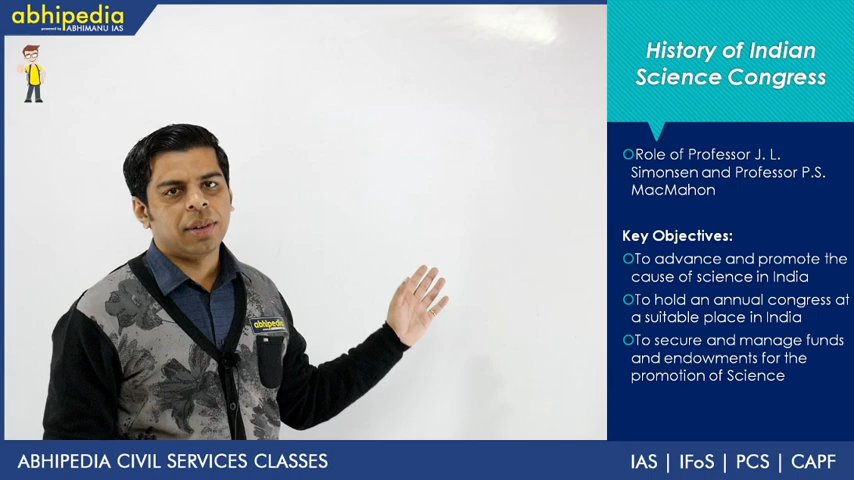 abhipedia
powered by ABHIMANU IAS
History of Indian
Science Congress
Role of Professor J. L.
Simonsen and Professor P.S.
MacMahon
Key Objectives:
To advance and promote the
cause of science in India
To hold an annual congress at
a suitable place in India
To secure and manage funds
and endowments for the
promotion of Science
abhipedia
ABHIPEDIA CIVIL SERVICES CLASSES
IAS | IFoS | PCS | CAPF